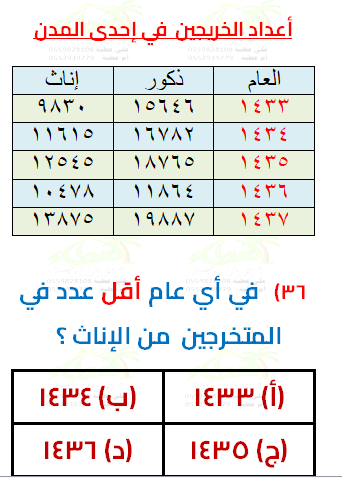 أعداد الخريجين في إحدى المدن
العام ذكور إناث
١٤٣٣ ١٥٦٤٦ ٩٨٣٠
١٤٣٤ ١٦٧٨٢ ١١٦١٥
١٤٣٥ ١٨٧٦٥ ١٢٥٤٥
١٤٣٦ ١١٨٦٤ ١٠٤٧٨
١٤٣٧ ١٩٨٨٧ ١٣٨٧٥
٣٦) في أي عام أقل عدد في
المتخرجين من الإناث ؟
(أ) ١٤٣٣ (ب) ١٤٣٤
(ج) ١٤٣٥ (د) ١٤٣٦